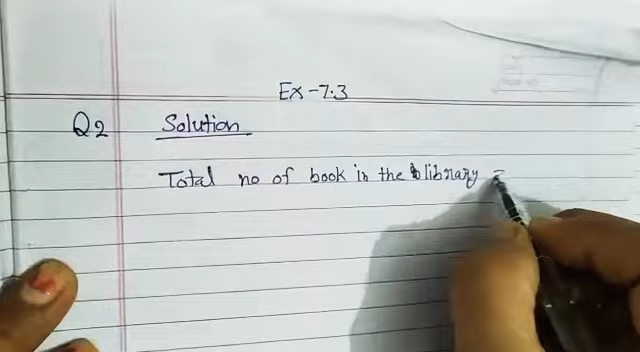 Ex-7.3
Q2 Solution
Total no of book in the library =